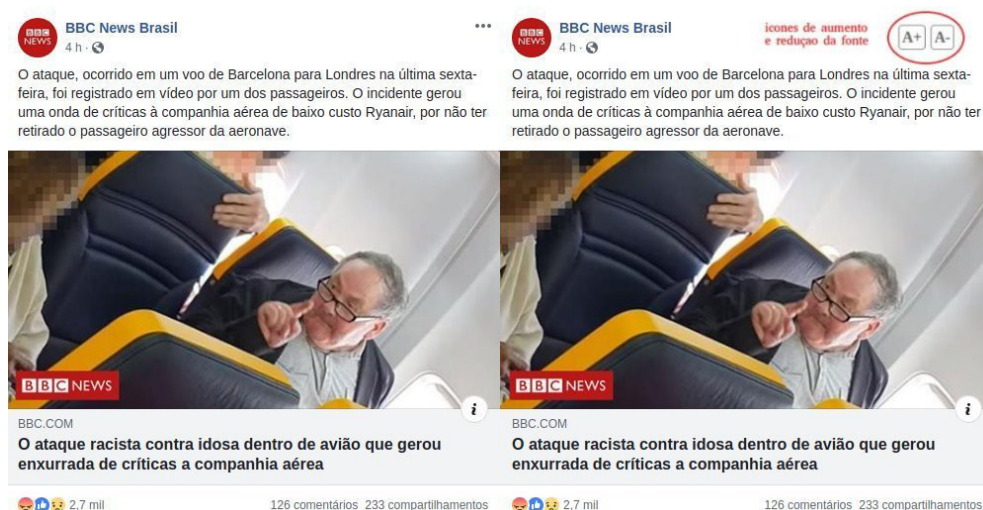 BBC NEWS
BBC News Brasil
4 h
O ataque, ocorrido em um voo de Barcelona para Londres na última sexta-
feira, foi registrado em vídeo por um dos passageiros. O incidente gerou
uma onda de críticas à companhia aérea de baixo custo Ryanair, por não ter
retirado o passageiro agressor da aeronave.
BBC NEWS
i
BBC.COM
O ataque racista contra idosa dentro de avião que gerou
enxurrada de críticas a companhia aérea
2,7 mil
126 comentários 233 compartilhamentos
BBC NEWS
BBC News Brasil
4 h
icones de aumento
e reduçao da fonte
A+ A-
O ataque, ocorrido em um voo de Barcelona para Londres na última sexta-
feira, foi registrado em vídeo por um dos passageiros. O incidente gerou
uma onda de críticas à companhia aérea de baixo custo Ryanair, por não ter
retirado o passageiro agressor da aeronave.
BBC NEWS
i
BBC.COM
O ataque racista contra idosa dentro de avião que gerou
enxurrada de críticas a companhia aérea
2,7 mil
126 comentários 233 compartilhamentos